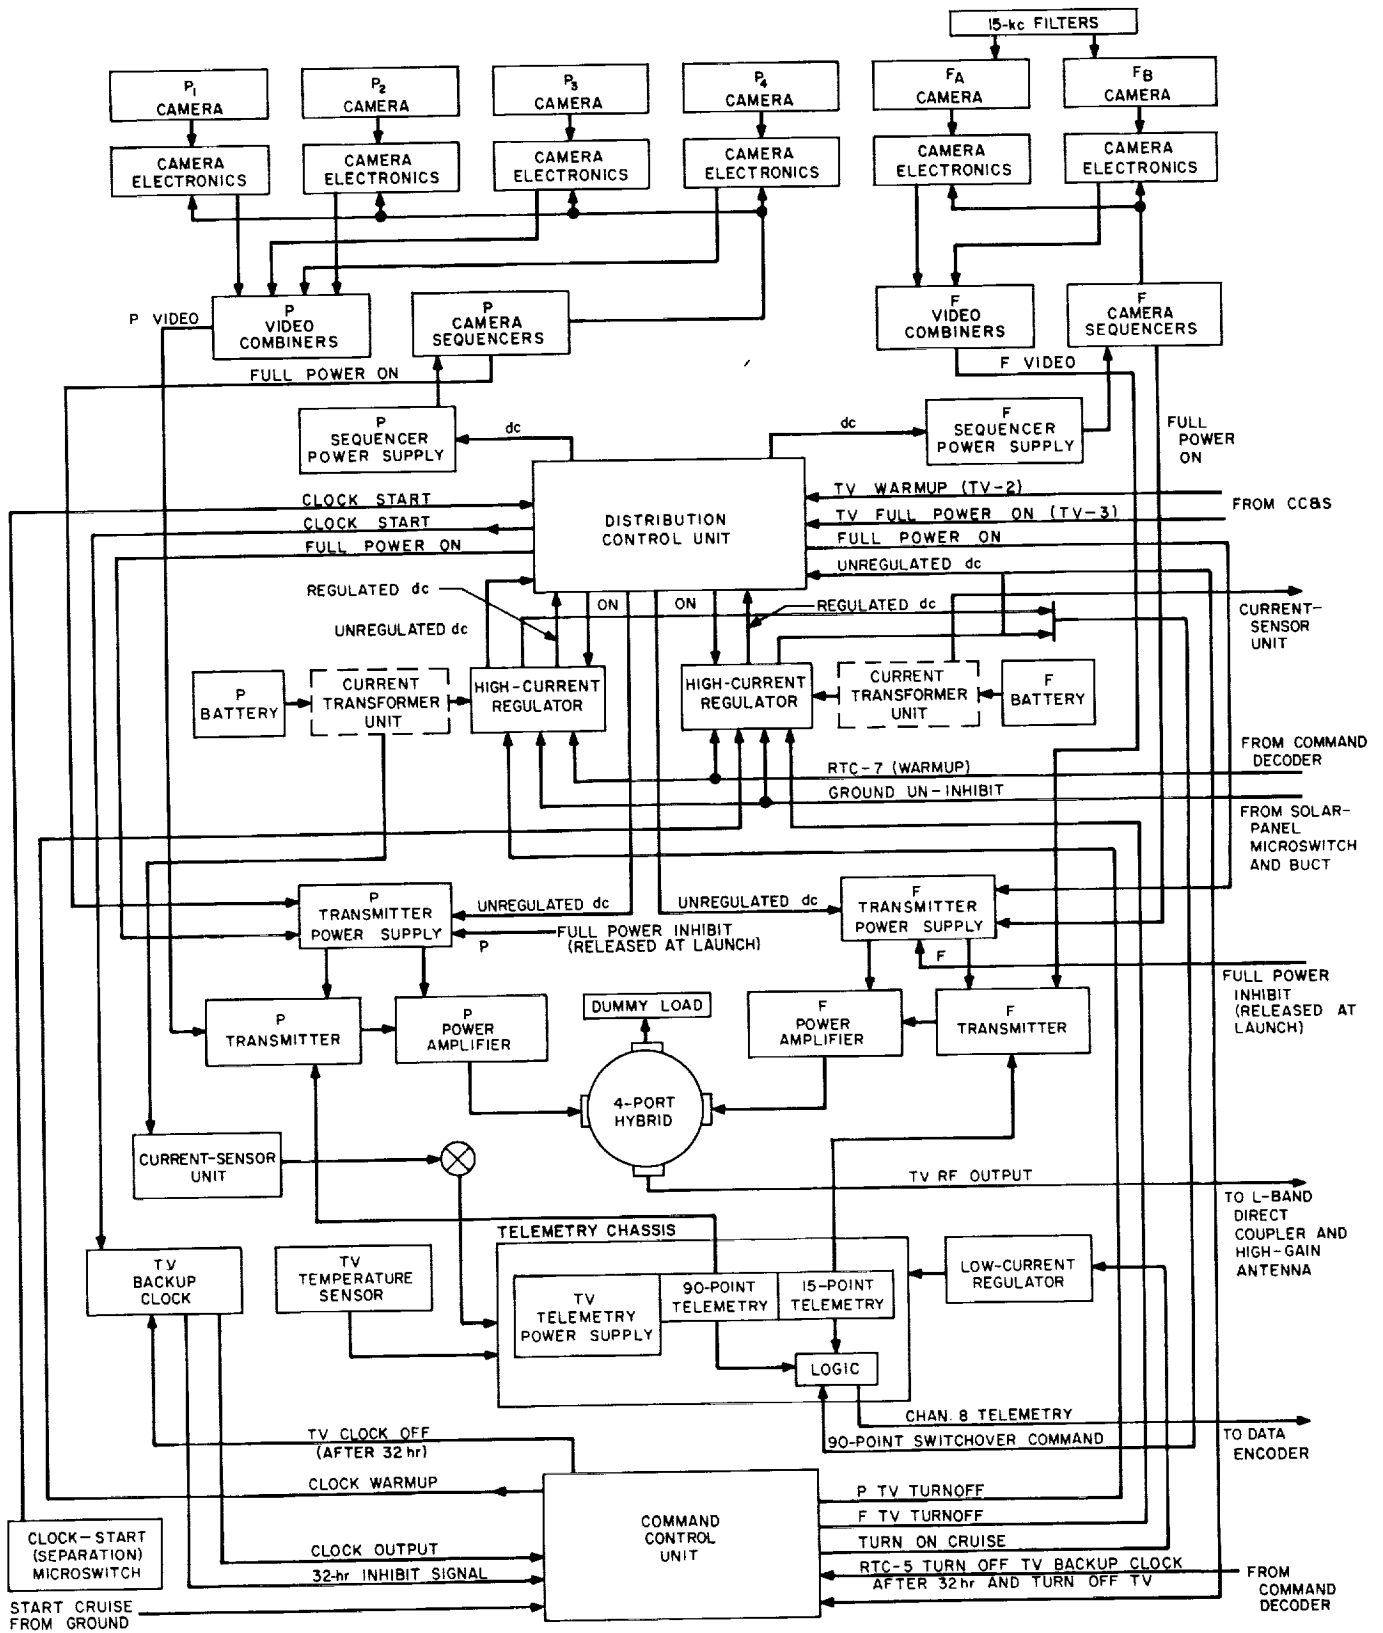 15-kc FILTERS
P1
CAMERA
P2
CAMERA
P3
CAMERA
P4
CAMERA
FA
CAMERA
FB
CAMERA
CAMERA
ELECTRONICS
CAMERA
ELECTRONICS
CAMERA
ELECTRONICS
CAMERA
ELECTRONICS
CAMERA
ELECTRONICS
CAMERA
ELECTRONICS
P VIDEO
P
VIDEO
COMBINERS
P
CAMERA
SEQUENCERS
F
VIDEO
COMBINERS
F
CAMERA
SEQUENCERS
FULL POWER ON
F VIDEO
P
SEQUENCER
POWER SUPPLY
dc
dc
F
SEQUENCER
POWER SUPPLY
FULL
POWER
ON
CLOCK START
CLOCK START
FULL POWER ON
DISTRIBUTION
CONTROL UNIT
TV WARMUP (TV-2)
TV FULL POWER ON (TV-3)
FROM CC&S
FULL POWER ON
UNREGULATED dc
REGULATED dc
ON
ON
REGULATED dc
UNREGULATED dc
CURRENT-
SENSOR
UNIT
P
BATTERY
CURRENT
TRANSFORMER
UNIT
HIGH-CURRENT
REGULATOR
HIGH-CURRENT
REGULATOR
CURRENT
TRANSFORMER
UNIT
F
BATTERY
RTC-7 (WARMUP)
FROM COMMAND
DECODER
GROUND UN-INHIBIT
FROM SOLAR-
PANEL
MICROSWITCH
AND BUCT
P
TRANSMITTER
POWER SUPPLY
UNREGULATED dc
P
FULL POWER INHIBIT
(RELEASED AT LAUNCH)
UNREGULATED dc
F
TRANSMITTER
POWER SUPPLY
F
FULL POWER
INHIBIT
(RELEASED AT
LAUNCH)
P
TRANSMITTER
P
POWER
AMPLIFIER
DUMMY LOAD
F
POWER
AMPLIFIER
F
TRANSMITTER
4-PORT
HYBRID
CURRENT-SENSOR
UNIT
TV RF OUTPUT
TO L-BAND
DIRECT
COUPLER AND
HIGH-GAIN
ANTENNA
TELEMETRY CHASSIS
TV
BACKUP
CLOCK
TV
TEMPERATURE
SENSOR
TV
TELEMETRY
POWER SUPPLY
90-POINT
TELEMETRY
15-POINT
TELEMETRY
LOW-CURRENT
REGULATOR
LOGIC
CHAN. 8 TELEMETRY
90-POINT SWITCHOVER COMMAND
TO DATA
ENCODER
TV CLOCK OFF
(AFTER 32 hr)
CLOCK WARMUP
COMMAND
CONTROL
UNIT
P TV TURNOFF
F TV TURNOFF
TURN ON CRUISE
RTC-5 TURN OFF TV BACKUP CLOCK
AFTER 32 hr AND TURN OFF TV
FROM
COMMAND
DECODER
CLOCK-START
(SEPARATION)
MICROSWITCH
CLOCK OUTPUT
32-hr INHIBIT SIGNAL
START CRUISE
FROM GROUND